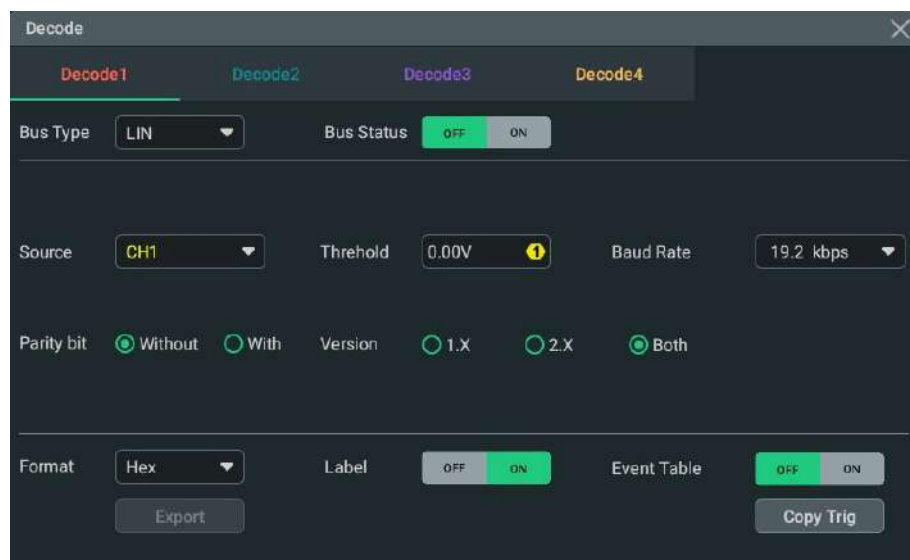 Decode
Decode1 Decode2 Decode3 Decode4
Bus Type LIN Bus Status OFF ON
Source CH1 Threhold 0.00V 1 Baud Rate 19.2 kbps
Parity bit Without With Version 1.X 2.X Both
Format Hex Label OFF ON Event Table OFF ON
Export Copy Trig